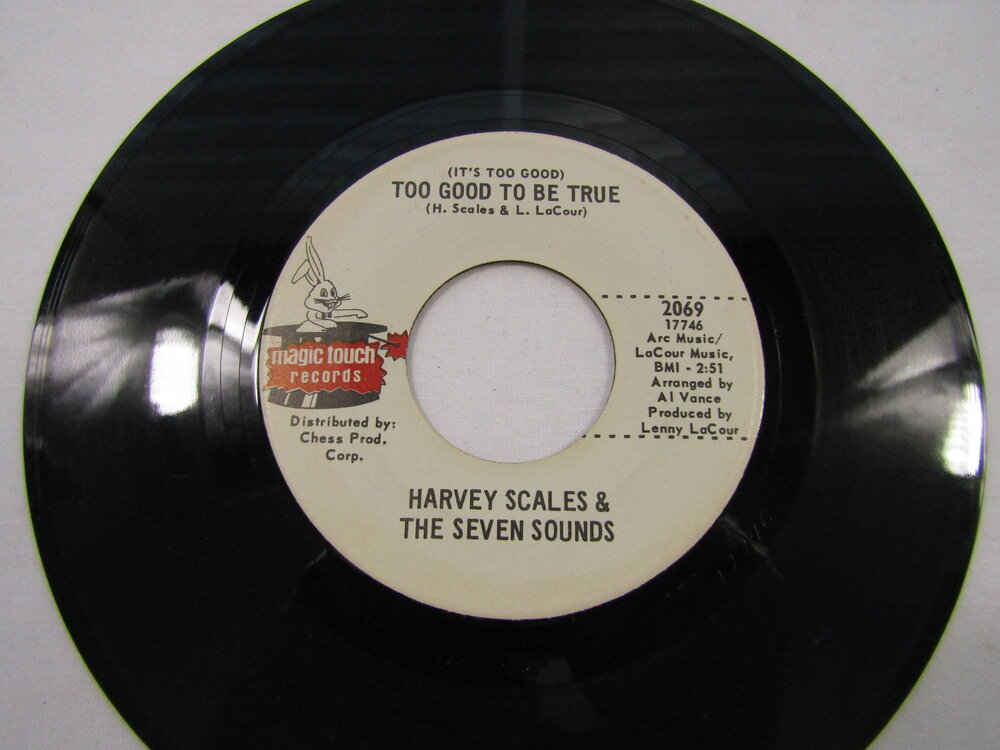 (IT'S TOO GOOD)
TOO GOOD TO BE TRUE
(H. Scales & L. LaCour)
magic touch
records
Distributed by:
Chess Prod.
Corp.
2069
17746
Arc Music/
LaCour Music,
BMI - 2:51
Arranged by
Al Vance
Produced by
Lenny LaCour
HARVEY SCALES &
THE SEVEN SOUNDS